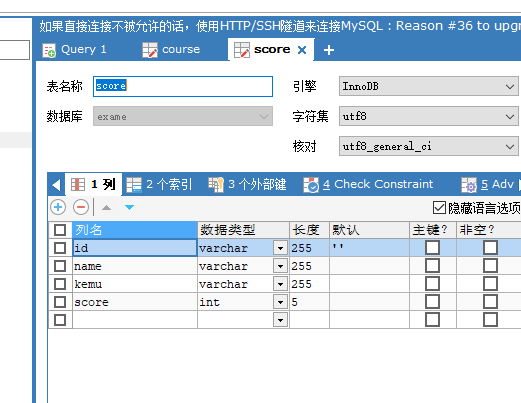 如果直接连接不被允许的话，使用HTTP/SSH隧道来连接MySQL：Reason #36 to upgr
Query 1 course score
表名称 score 引擎 InnoDB
数据库 exame 字符集 utf8
核对 utf8_general_ci
1 列 2 个索引 3 个外部键 4 Check Constraint 5 Adv
隐藏语言选项
列名 数据类型 长度 默认 主键? 非空?
id varchar 255 ''
name varchar 255
kemu varchar 255
score int 5